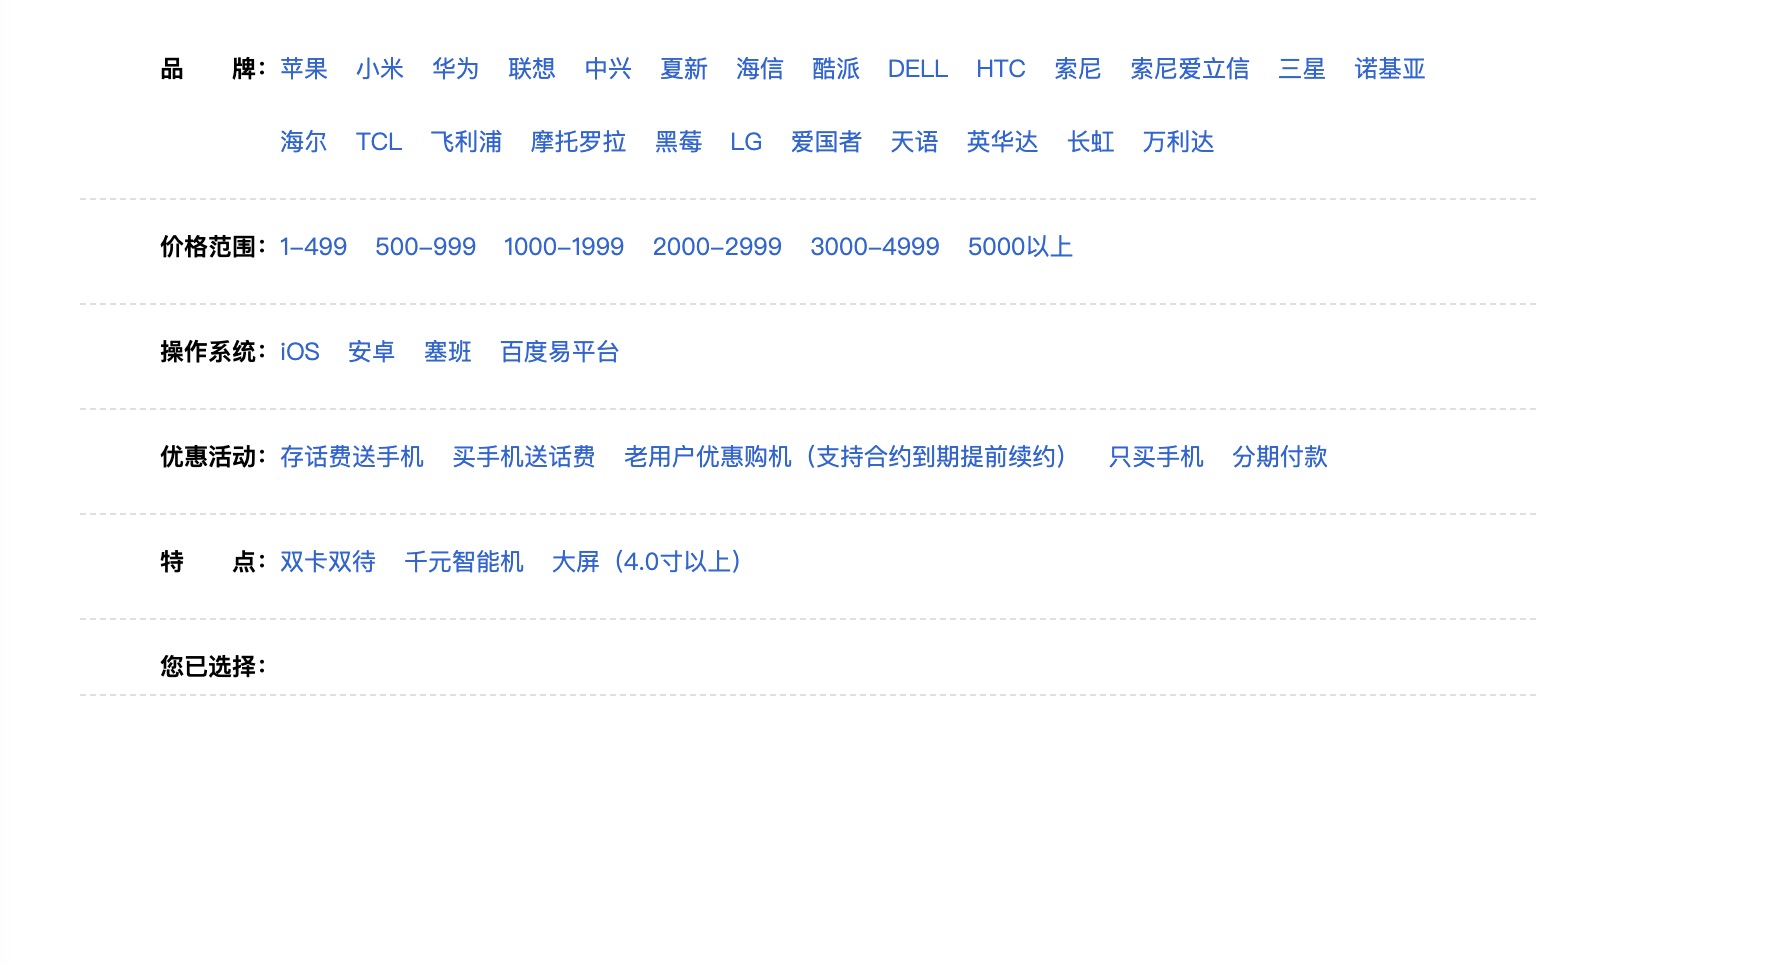 品　　牌： 苹果 小米 华为 联想 中兴 夏新 海信 酷派 DELL HTC 索尼 索尼爱立信 三星 诺基亚
海尔 TCL 飞利浦 摩托罗拉 黑莓 LG 爱国者 天语 英华达 长虹 万利达
价格范围： 1-499 500-999 1000-1999 2000-2999 3000-4999 5000以上
操作系统： iOS 安卓 塞班 百度易平台
优惠活动： 存话费送手机 买手机送话费 老用户优惠购机（支持合约到期提前续约） 只买手机 分期付款
特　　点： 双卡双待 千元智能机 大屏（4.0寸以上）
您已选择：